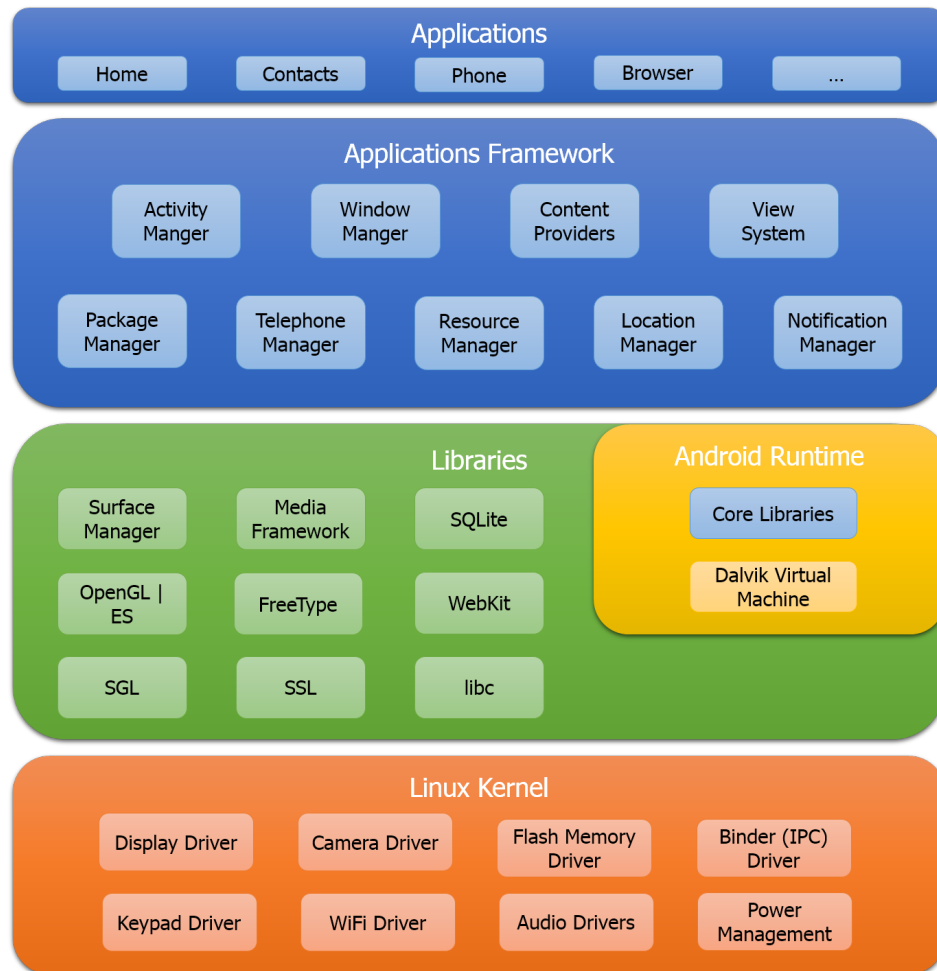 Applications
Home
Contacts
Phone
Browser
...
Applications Framework
Activity
Manger
Window
Manger
Content
Providers
View
System
Package
Manager
Telephone
Manager
Resource
Manager
Location
Manager
Notification
Manager
Libraries
Surface
Manager
Media
Framework
SQLite
OpenGL |
ES
FreeType
WebKit
SGL
SSL
libc
Android Runtime
Core Libraries
Dalvik Virtual
Machine
Linux Kernel
Display Driver
Camera Driver
Flash Memory
Driver
Binder (IPC)
Driver
Keypad Driver
WiFi Driver
Audio Drivers
Power
Management